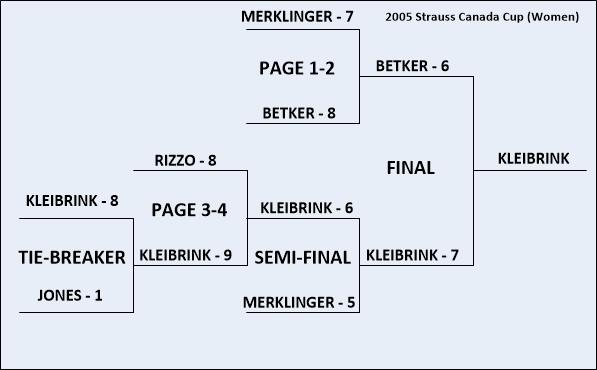 MERKLINGER - 7
2005 Strauss Canada Cup (Women)
PAGE 1-2
BETKER - 6
BETKER - 8
RIZZO - 8
KLEIBRINK
FINAL
KLEIBRINK - 8
PAGE 3-4
KLEIBRINK - 6
TIE-BREAKER
KLEIBRINK - 9
SEMI-FINAL
KLEIBRINK - 7
JONES - 1
MERKLINGER - 5